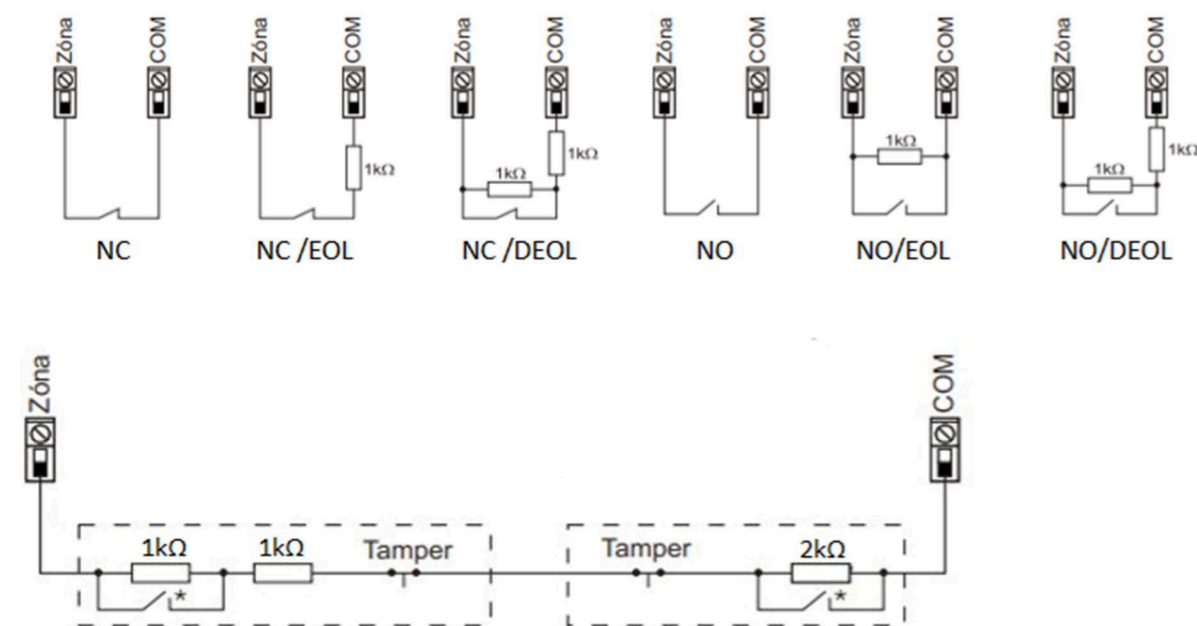 Zóna COM Zóna COM Zóna COM Zóna COM Zóna COM Zóna COM
1kΩ 1kΩ 1kΩ 1kΩ 1kΩ 1kΩ
NC NC /EOL NC /DEOL NO NO/EOL NO/DEOL
Zóna COM
1kΩ 1kΩ Tamper Tamper 2kΩ
* *